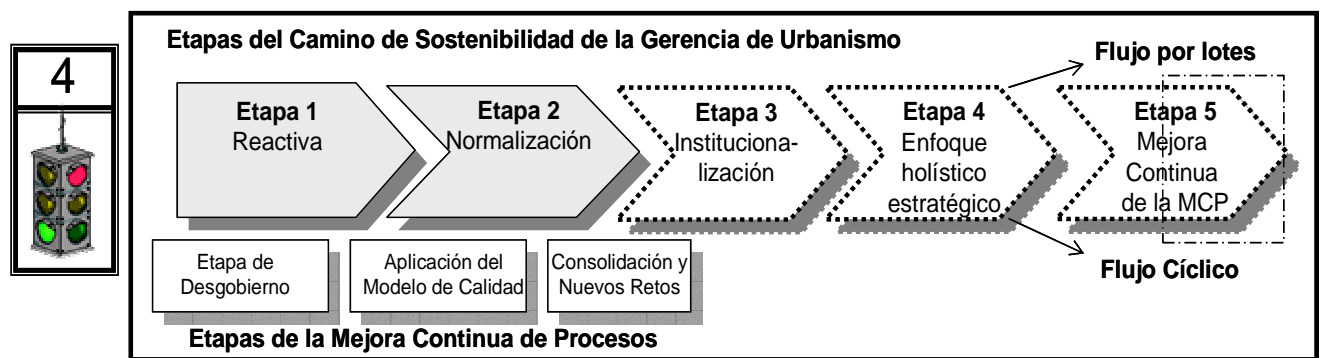 4
Etapas del Camino de Sostenibilidad de la Gerencia de Urbanismo
Flujo por lotes
Etapa 1
Reactiva
Etapa 2
Normalización
Etapa 3
Instituciona-
lización
Etapa 4
Enfoque
holístico
estratégico
Etapa 5
Mejora
Continua
de la MCP
Etapa de
Desgobierno
Aplicación del
Modelo de Calidad
Consolidación y
Nuevos Retos
Flujo Cíclico
Etapas de la Mejora Continua de Procesos